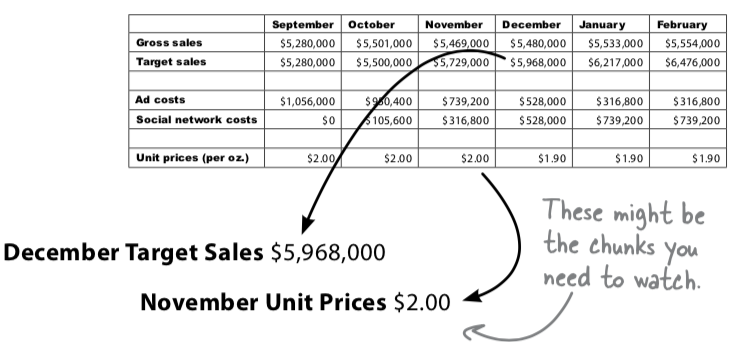 September October November December January February
Gross sales $5,280,000 $5,501,000 $5,469,000 $5,480,000 $5,533,000 $5,554,000
Target sales $5,280,000 $5,500,000 $5,729,000 $5,968,000 $6,217,000 $6,476,000
Ad costs $1,056,000 $950,400 $739,200 $528,000 $316,800 $316,800
Social network costs $0 $105,600 $316,800 $528,000 $739,200 $739,200
Unit prices (per oz.) $2.00 $2.00 $2.00 $1.90 $1.90 $1.90
These might be
the chunks you
need to watch.
December Target Sales $5,968,000
November Unit Prices $2.00